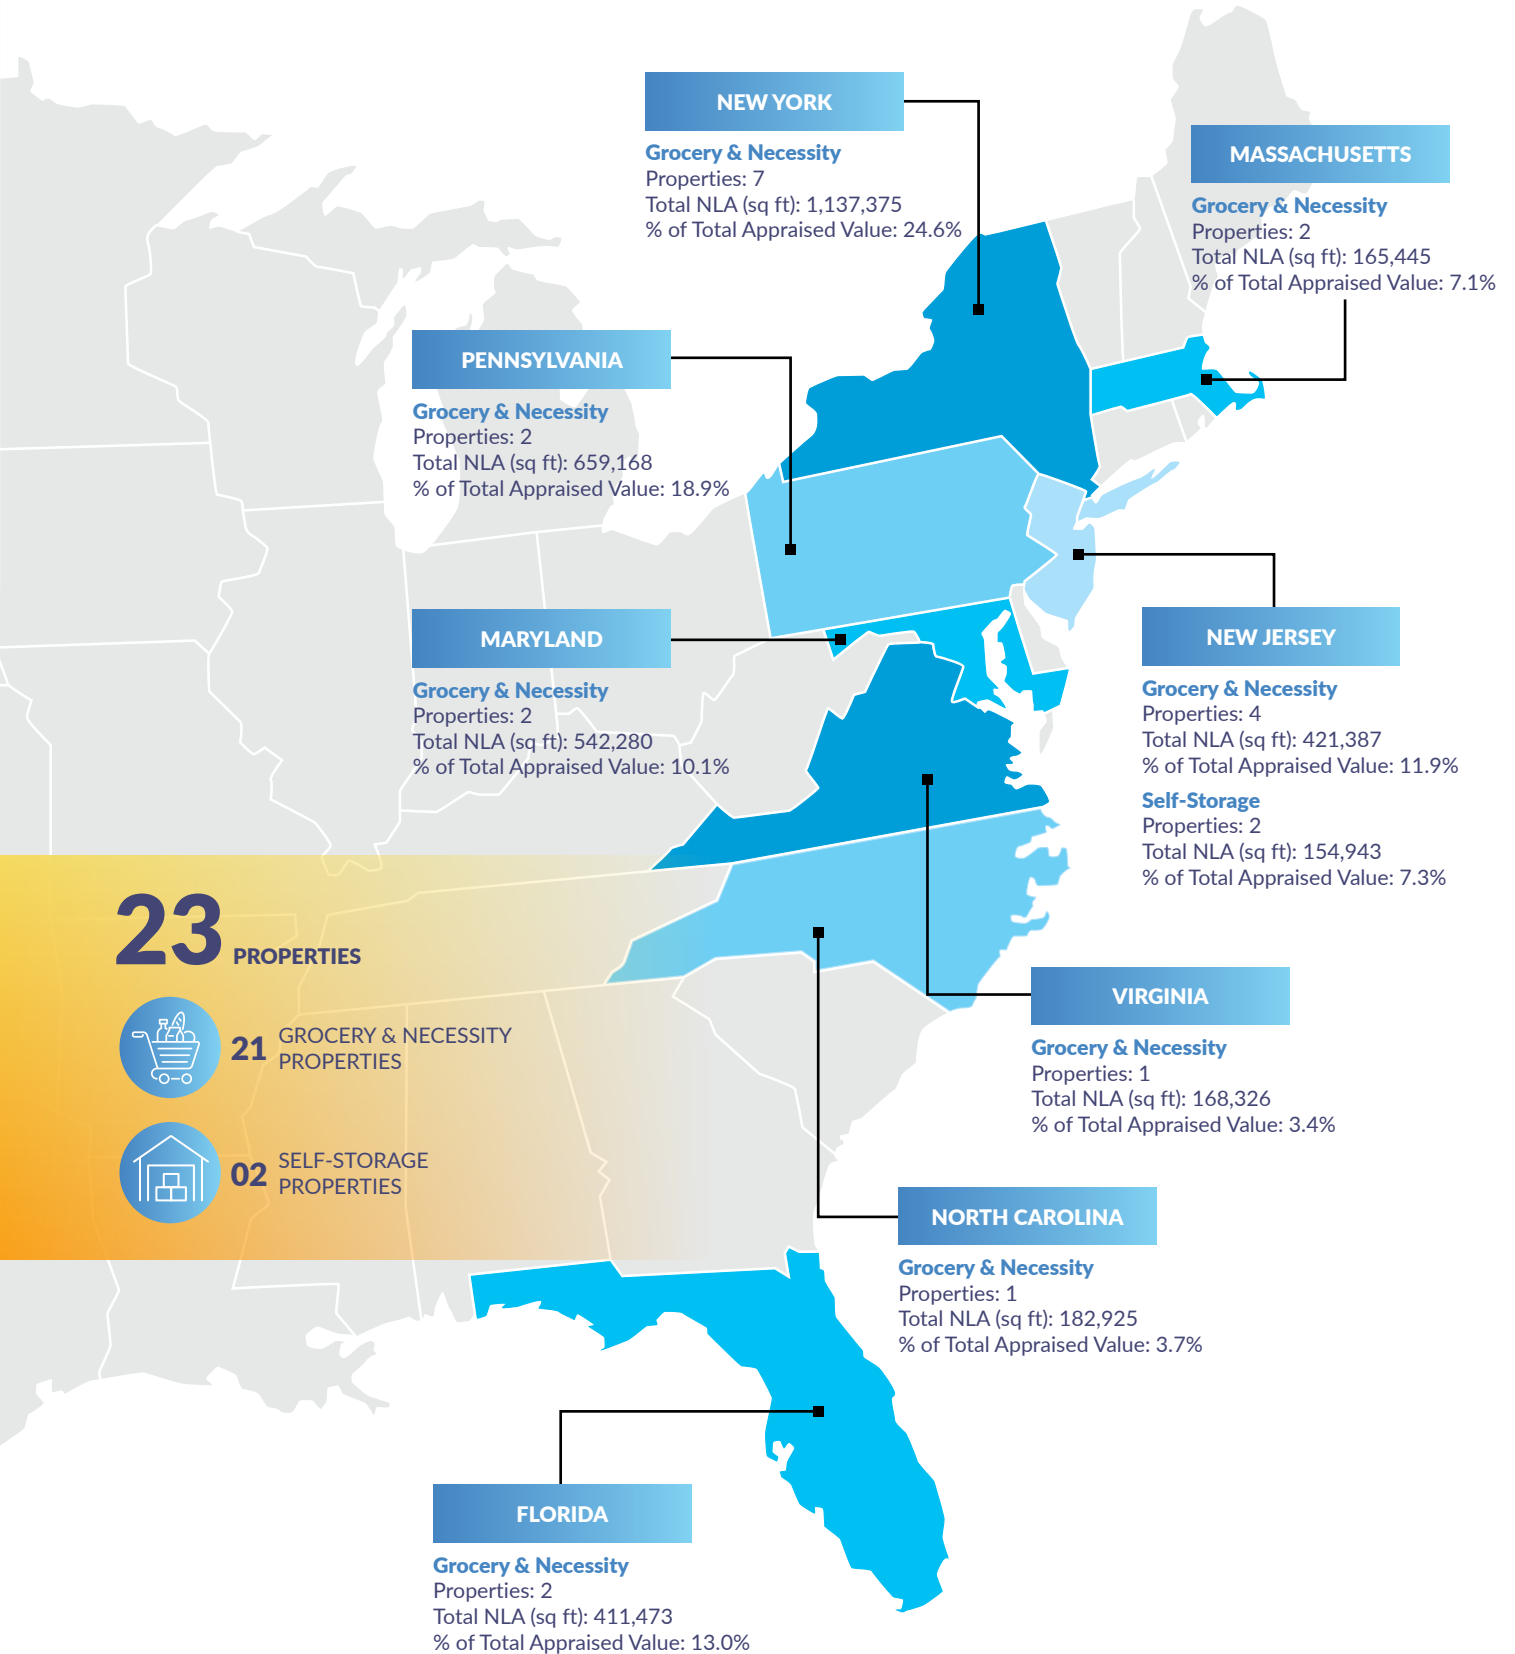 NEW YORK
Grocery & Necessity
Properties: 7
Total NLA (sq ft): 1,137,375
% of Total Appraised Value: 24.6%
MASSACHUSETTS
Grocery & Necessity
Properties: 2
Total NLA (sq ft): 165,445
% of Total Appraised Value: 7.1%
PENNSYLVANIA
Grocery & Necessity
Properties: 2
Total NLA (sq ft): 659,168
% of Total Appraised Value: 18.9%
MARYLAND
Grocery & Necessity
Properties: 2
Total NLA (sq ft): 542,280
% of Total Appraised Value: 10.1%
NEW JERSEY
Grocery & Necessity
Properties: 4
Total NLA (sq ft): 421,387
% of Total Appraised Value: 11.9%
Self-Storage
Properties: 2
Total NLA (sq ft): 154,943
% of Total Appraised Value: 7.3%
23 PROPERTIES
21 GROCERY & NECESSITY
PROPERTIES
02 SELF-STORAGE
PROPERTIES
VIRGINIA
Grocery & Necessity
Properties: 1
Total NLA (sq ft): 168,326
% of Total Appraised Value: 3.4%
NORTH CAROLINA
Grocery & Necessity
Properties: 1
Total NLA (sq ft): 182,925
% of Total Appraised Value: 3.7%
FLORIDA
Grocery & Necessity
Properties: 2
Total NLA (sq ft): 411,473
% of Total Appraised Value: 13.0%